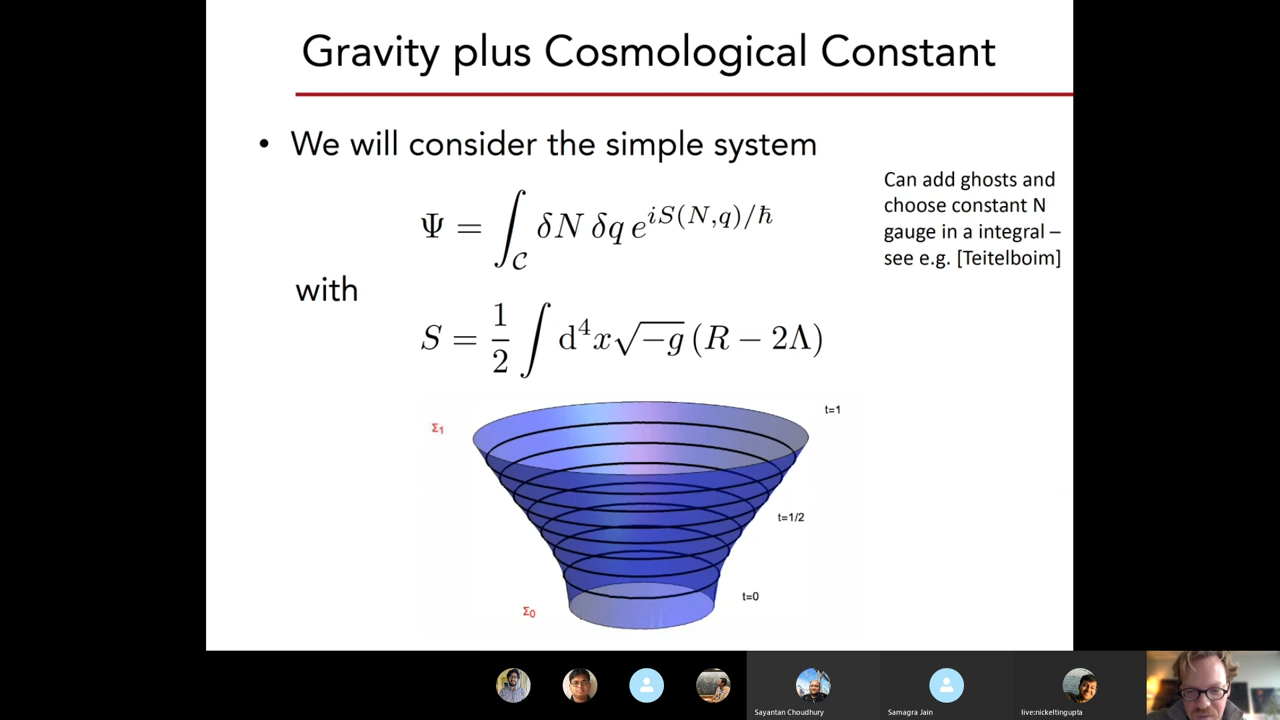 Gravity plus Cosmological Constant
• We will consider the simple system
Ψ = ∫_C δN δq e^{iS(N,q)/ħ}
Can add ghosts and
choose constant N
gauge in a integral –
see e.g. [Teitelboim]
with
S = 1/2 ∫ d⁴x√−g (R − 2Λ)
t=1
Σ₁
t=1/2
t=0
Σ₀
Sayantan Choudhury
Samagra Jain
live:nickeltingupta